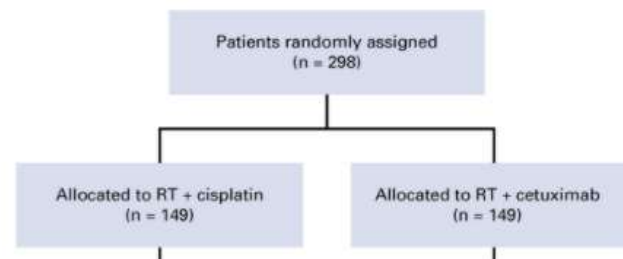 Patients randomly assigned
(n = 298)
Allocated to RT + cisplatin
(n = 149)
Allocated to RT + cetuximab
(n = 149)